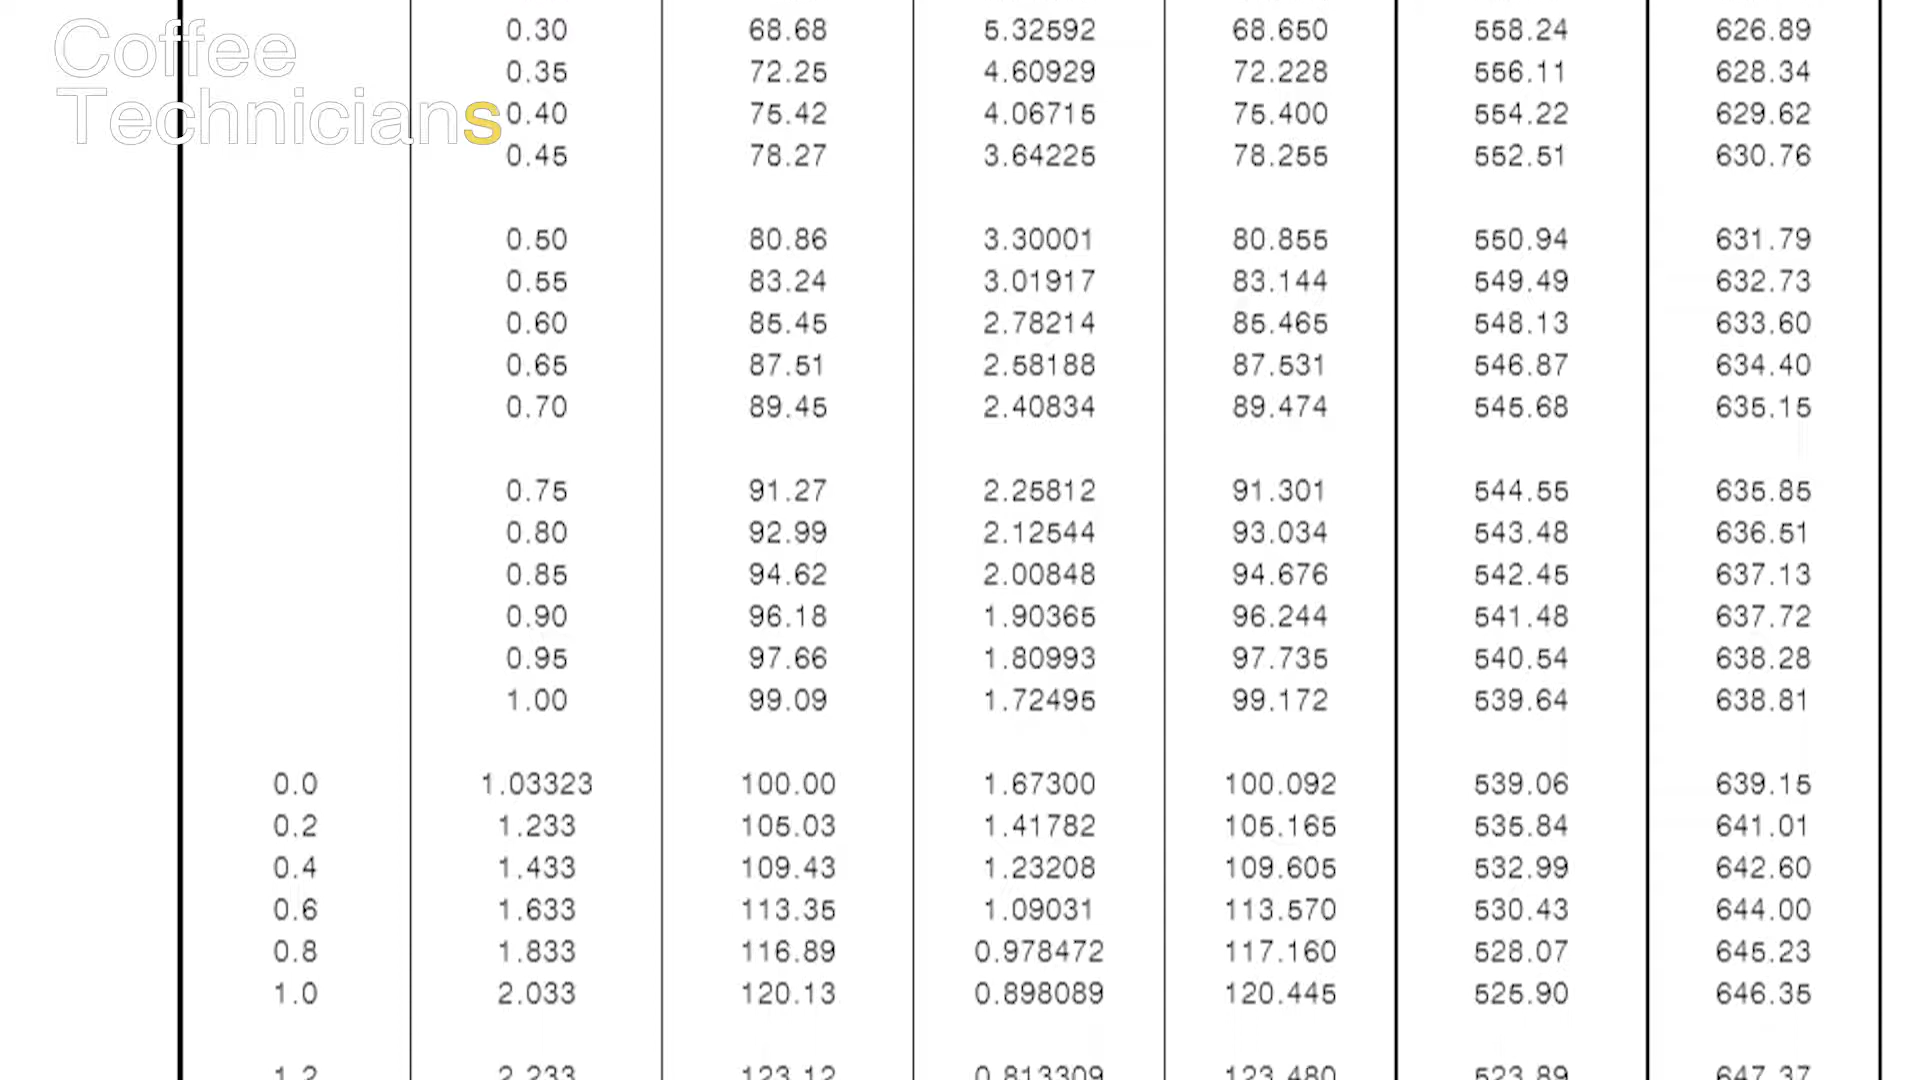 Coffee
Technicians
0.30 68.68 5.32592 68.650 558.24 626.89
0.35 72.25 4.60929 72.228 556.11 628.34
0.40 75.42 4.06715 75.400 554.22 629.62
0.45 78.27 3.64225 78.255 552.51 630.76
0.50 80.86 3.30001 80.855 550.94 631.79
0.55 83.24 3.01917 83.144 549.49 632.73
0.60 85.45 2.78214 85.465 548.13 633.60
0.65 87.51 2.58188 87.531 546.87 634.40
0.70 89.45 2.40834 89.474 545.68 635.15
0.75 91.27 2.25812 91.301 544.55 635.85
0.80 92.99 2.12544 93.034 543.48 636.51
0.85 94.62 2.00848 94.676 542.45 637.13
0.90 96.18 1.90365 96.244 541.48 637.72
0.95 97.66 1.80993 97.735 540.54 638.28
1.00 99.09 1.72495 99.172 539.64 638.81
0.0 1.03323 100.00 1.67300 100.092 539.06 639.15
0.2 1.233 105.03 1.41782 105.165 535.84 641.01
0.4 1.433 109.43 1.23208 109.605 532.99 642.60
0.6 1.633 113.35 1.09031 113.570 530.43 644.00
0.8 1.833 116.89 0.978472 117.160 528.07 645.23
1.0 2.033 120.13 0.898089 120.445 525.90 646.35
1.2 2.233 123.12 0.813309 123.480 523.89 647.37